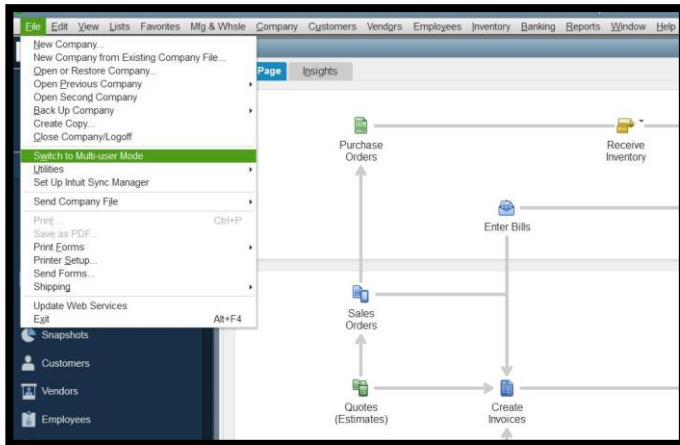 File Edit View Lists Favorites Mfg & Whsle Company Customers Vendors Employees Inventory Banking Reports Window Help
New Company...
New Company from Existing Company File...
Open or Restore Company...
Open Previous Company
Open Second Company
Back Up Company
Create Copy...
Close Company/Logoff
Switch to Multi-user Mode
Utilities
Set Up Intuit Sync Manager
Send Company File
Print ... Ctrl+P
Save as PDF...
Print Forms
Printer Setup...
Send Forms...
Shipping
Update Web Services
Exit Alt+F4
Snapshots
Customers
Vendors
Employees
Page Insights
Purchase
Orders
Receive
Inventory
Enter Bills
Sales
Orders
Quotes
(Estimates)
Create
Invoices